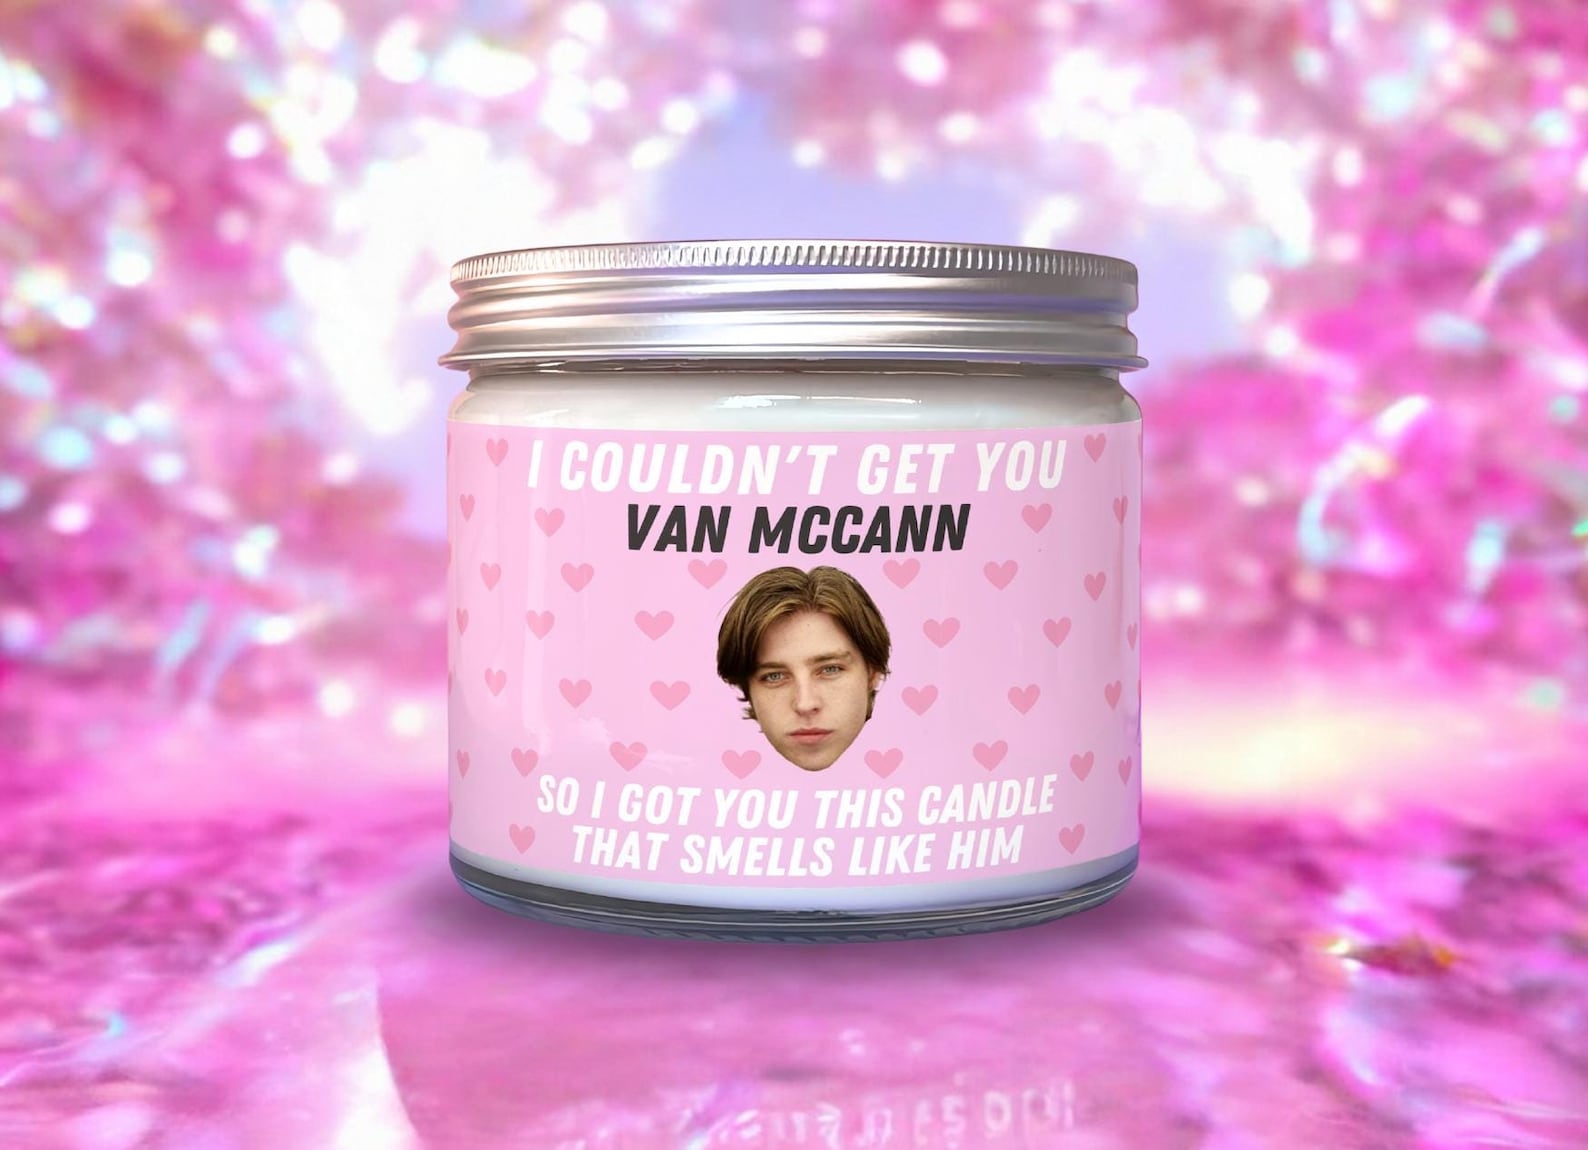 I COULDN'T GET YOU
VAN MCCANN
SO I GOT YOU THIS CANDLE
THAT SMELLS LIKE HIM